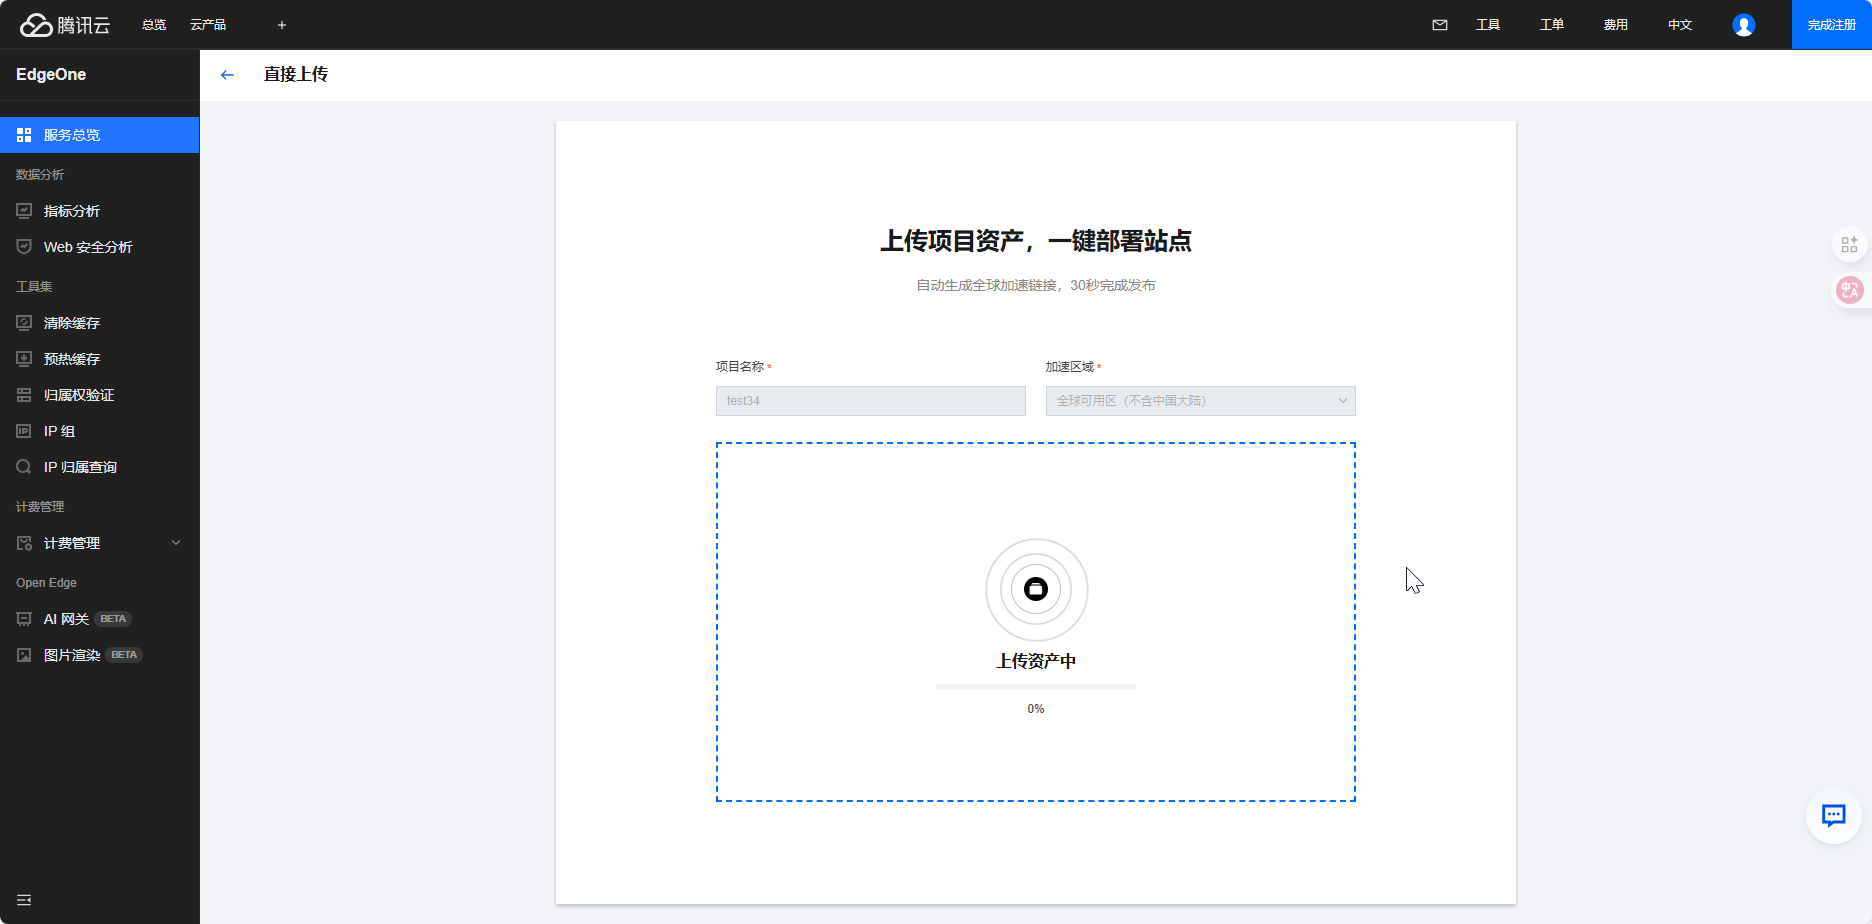 腾讯云
总览
云产品
+
工具
工单
费用
中文
完成注册
EdgeOne
直接上传
服务总览
数据分析
指标分析
Web 安全分析
工具集
清除缓存
预热缓存
归属权验证
IP 组
IP 归属查询
计费管理
计费管理
Open Edge
AI 网关 BETA
图片渲染 BETA
上传项目资产，一键部署站点
自动生成全球加速链接，30秒完成发布
项目名称 *
加速区域 *
test34
全球可用区（不含中国大陆）
上传资产中
0%